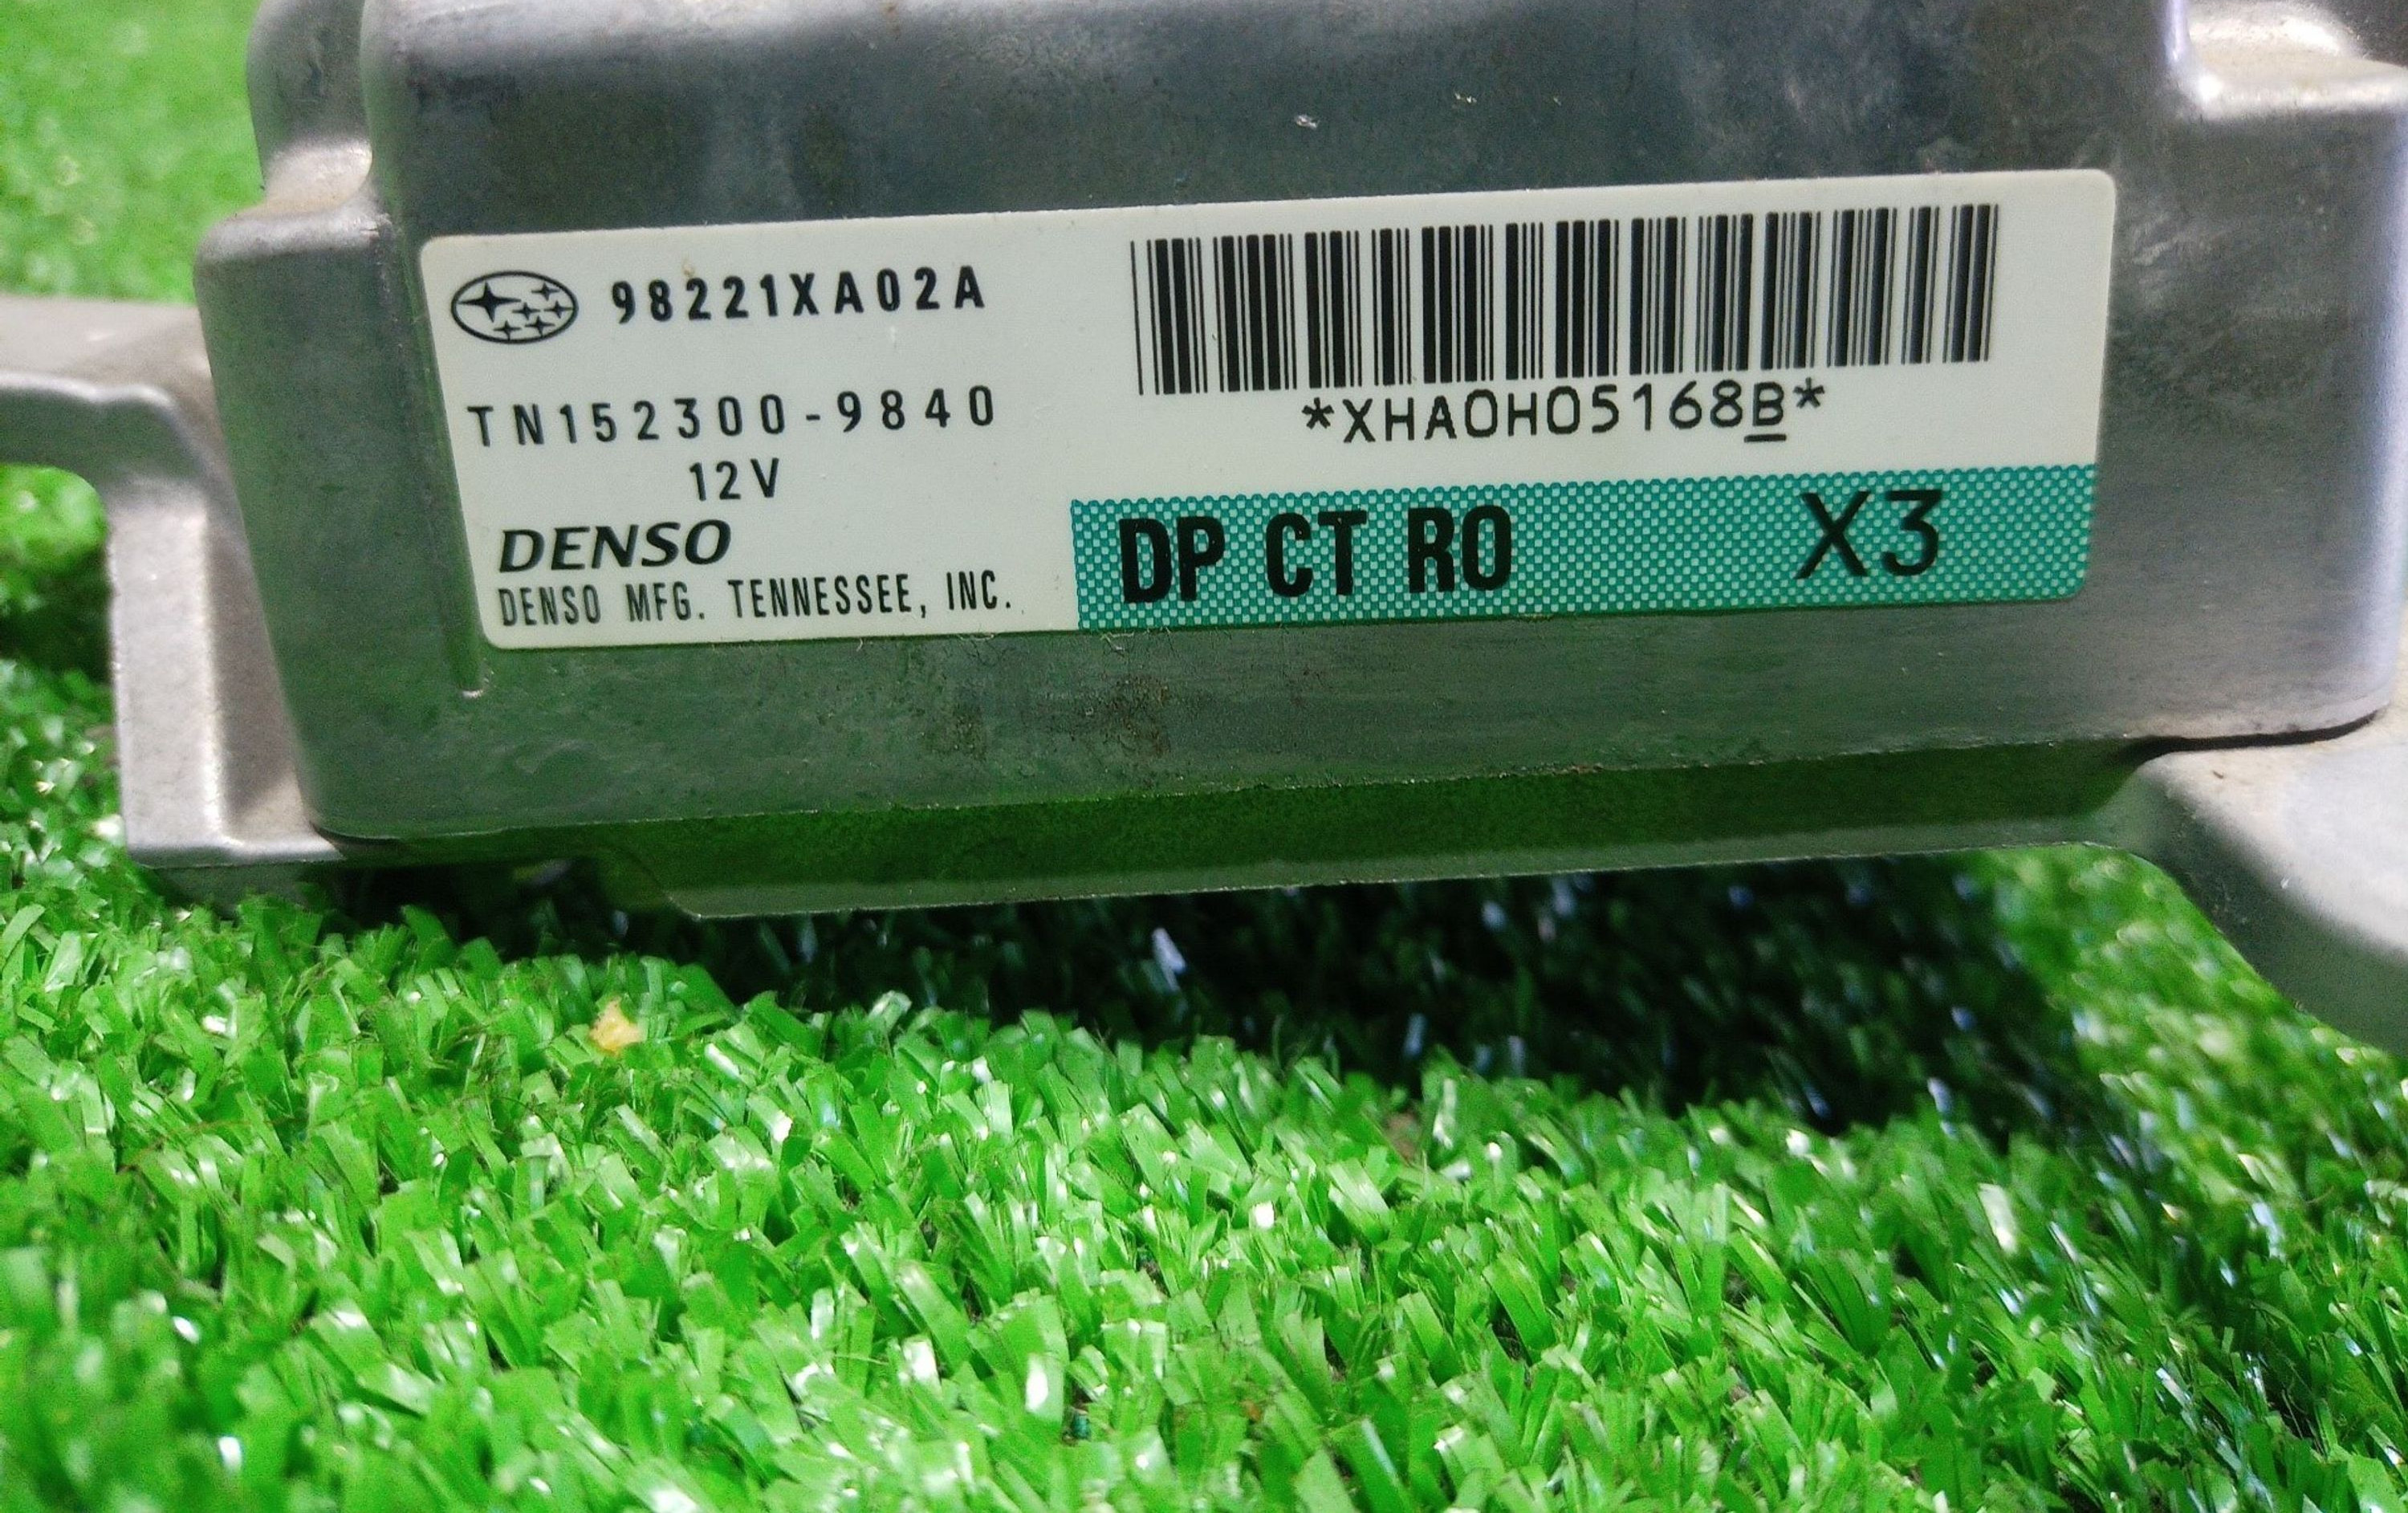 98221XA02A
TN152300-9840
12V
DENSO
DENSO MFG. TENNESSEE, INC.
*XHA0H05168B*
DP CT R0 X3